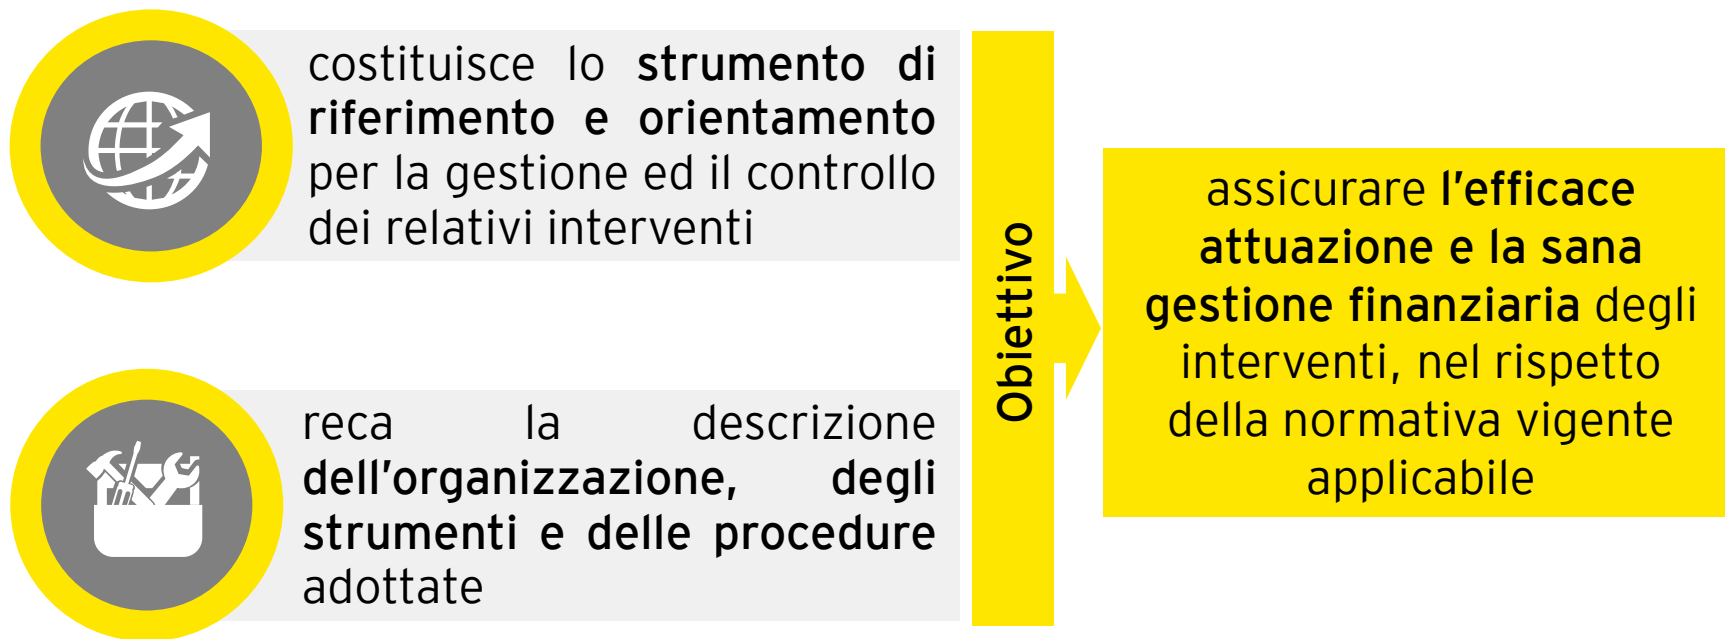 costituisce lo strumento di
riferimento e orientamento
per la gestione ed il controllo
dei relativi interventi
reca la descrizione
dell'organizzazione, degli
strumenti e delle procedure
adottate
Obiettivo
assicurare l'efficace
attuazione e la sana
gestione finanziaria degli
interventi, nel rispetto
della normativa vigente
applicabile